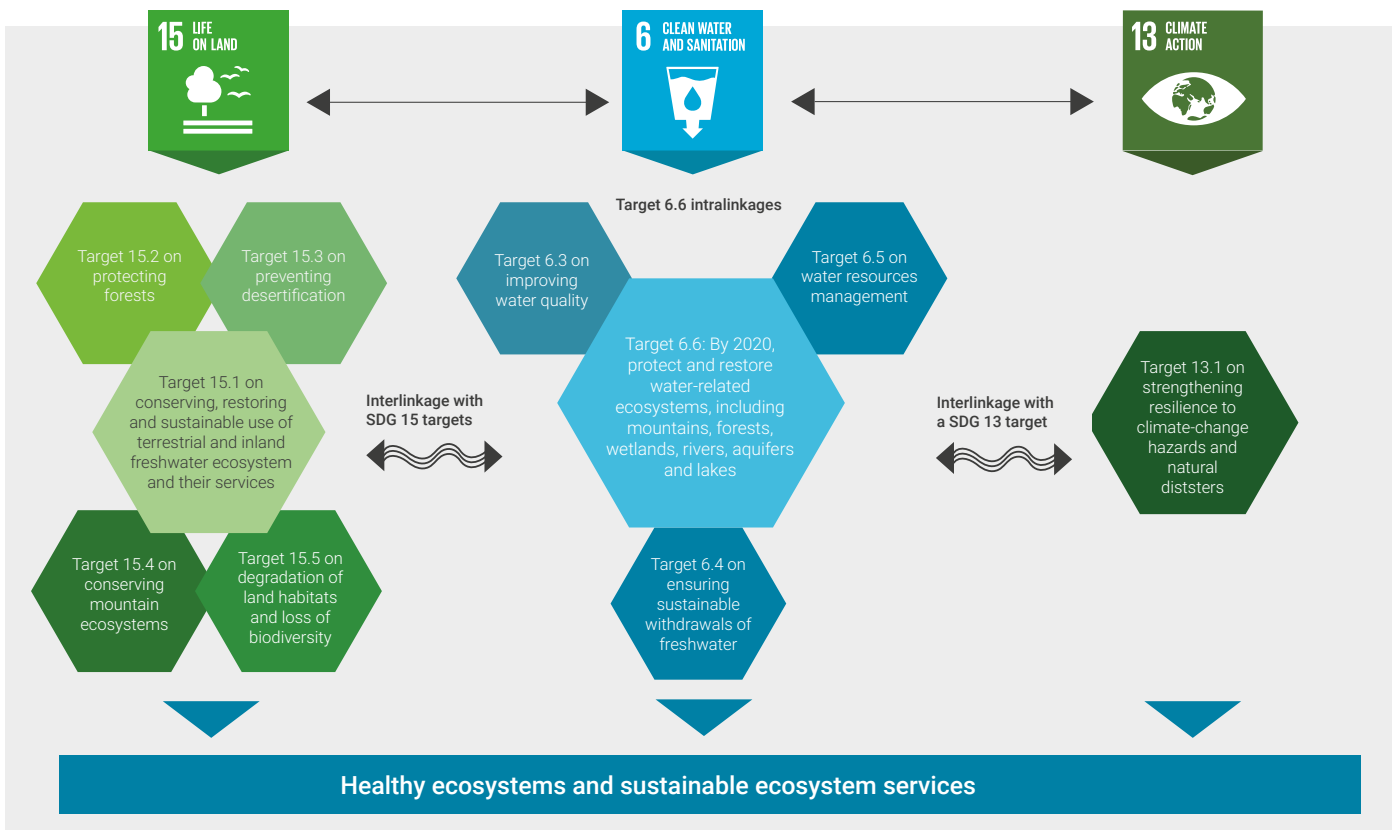 15 LIFE
ON LAND
6 CLEAN WATER
AND SANITATION
13 CLIMATE
ACTION
Target 6.6 intralinkages
Target 15.2 on
protecting
forests
Target 15.3 on
preventing
desertification
Target 15.1 on
conserving, restoring
and sustainable use of
terrestrial and inland
freshwater ecosystem
and their services
Target 15.4 on
conserving
mountain
ecosystems
Target 15.5 on
degradation of
land habitats
and loss of
biodiversity
Interlinkage with
SDG 15 targets
Target 6.3 on
improving
water quality
Target 6.5 on
water resources
management
Target 6.6: By 2020,
protect and restore
water-related
ecosystems, including
mountains, forests,
wetlands, rivers, aquifers
and lakes
Target 6.4 on
ensuring
sustainable
withdrawals of
freshwater
Interlinkage with
a SDG 13 target
Target 13.1 on
strengthening
resilience to
climate-change
hazards and
natural
diststers
Healthy ecosystems and sustainable ecosystem services